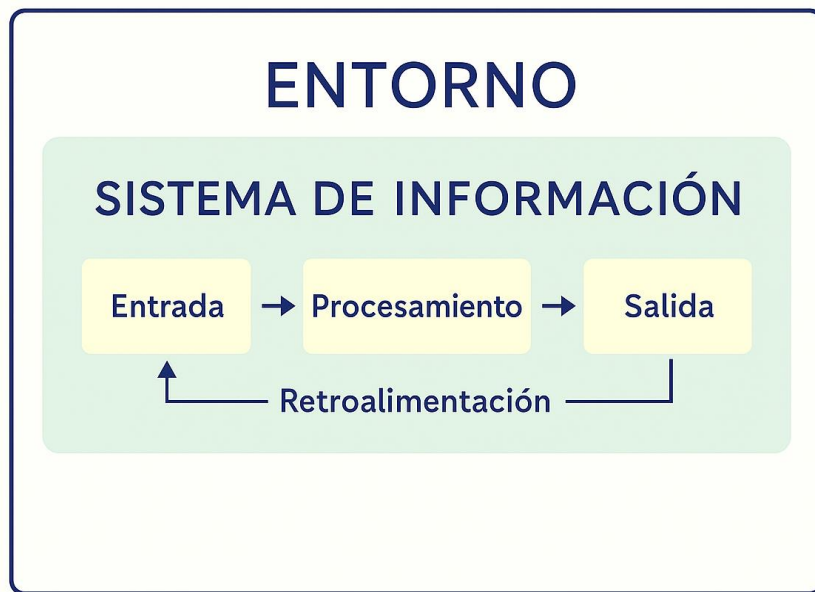 ENTORNO
SISTEMA DE INFORMACIÓN
Entrada
Procesamiento
Salida
Retroalimentación